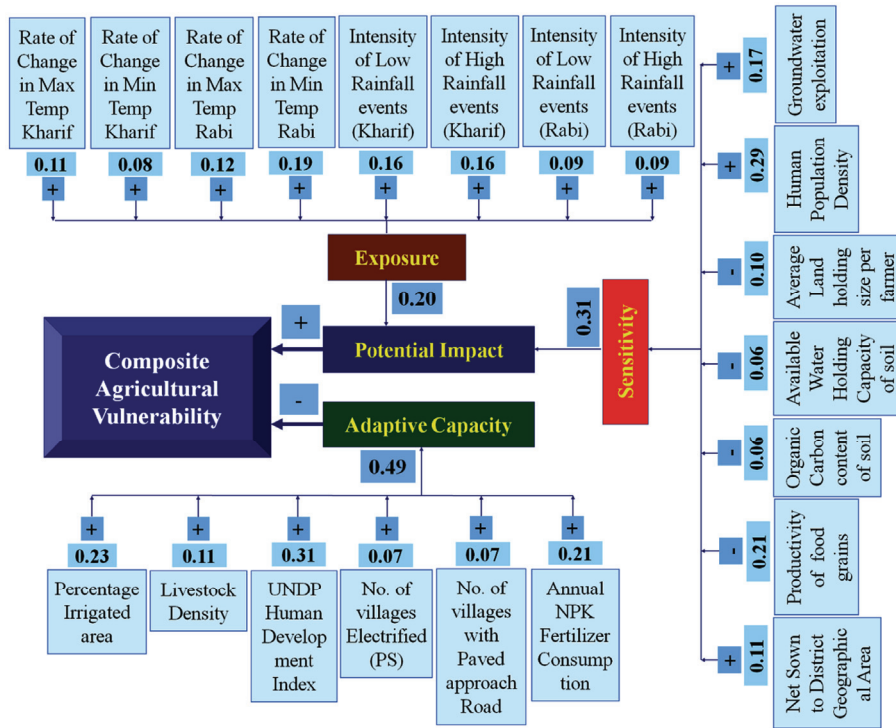 Rate of
Change
in Max
Temp
Kharif
0.11
+
Rate of
Change
in Min
Temp
Kharif
0.08
+
Rate of
Change
in Max
Temp
Rabi
0.12
+
Rate of
Change
in Min
Temp
Rabi
0.19
+
Intensity
of Low
Rainfall
events
(Kharif)
0.16
+
Intensity
of High
Rainfall
events
(Kharif)
0.16
+
Intensity
of Low
Rainfall
events
(Rabi)
0.09
+
Intensity
of High
Rainfall
events
(Rabi)
0.09
+
Exposure
0.20
Potential Impact
+
Composite
Agricultural
Vulnerability
-
Adaptive Capacity
0.49
Sensitivity
0.31
+
0.17
Groundwater
exploitation
+
0.29
Human
Population
Density
-
0.10
Average
Land
holding
size per
farmer
-
0.06
Available
Water
Holding
Capacity
of soil
-
0.06
Organic
Carbon
content
of soil
-
0.21
Productivity
of food
grains
+
0.11
Net Sown
to District
Geographic
al Area
+
0.23
Percentage
Irrigated
area
+
0.11
Livestock
Density
+
0.31
UNDP
Human
Develop
ment
Index
+
0.07
No. of
villages
Electrified
(PS)
+
0.07
No. of
villages
with
Paved
approach
Road
+
0.21
Annual
NPK
Fertilizer
Consump
tion